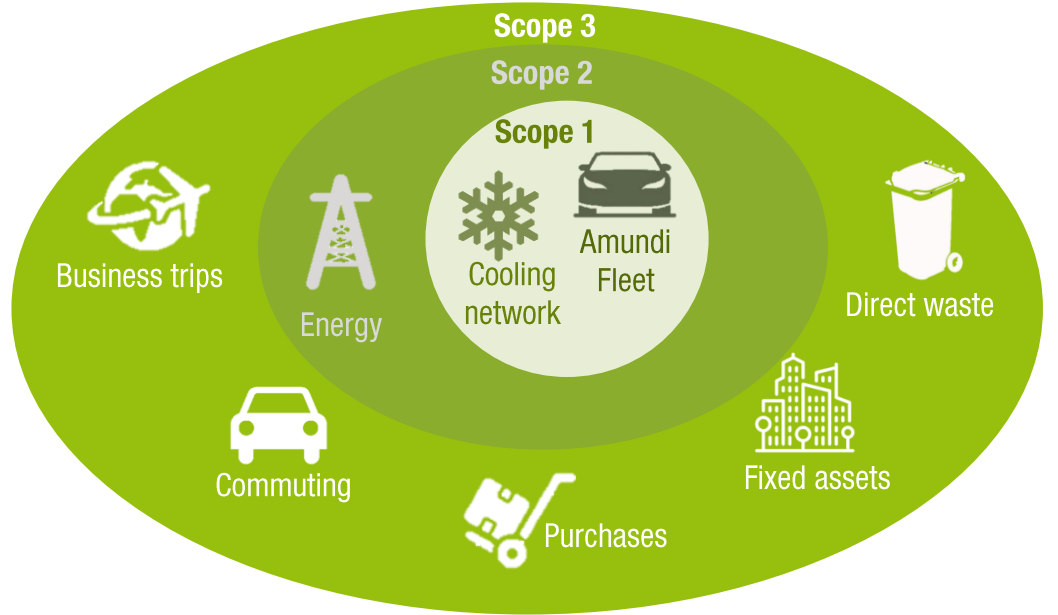 Scope 3
Scope 2
Scope 1
Cooling
network
Amundi
Fleet
Energy
Business trips
Commuting
Purchases
Fixed assets
Direct waste